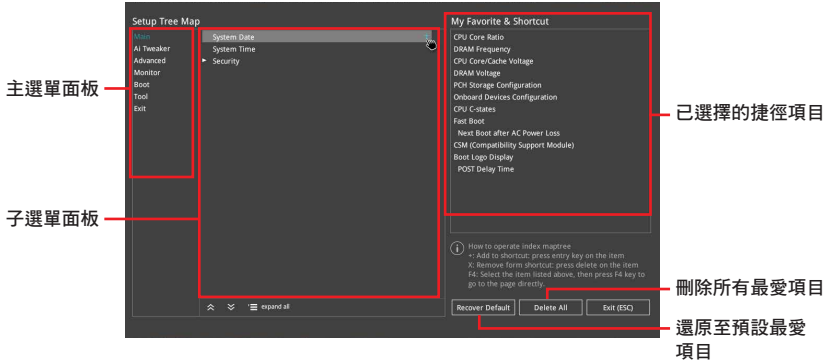 Setup Tree Map
My Favorite & Shortcut
Main
Ai Tweaker
Advanced
Monitor
Boot
Tool
Exit
System Date
System Time
Security
CPU Core Ratio
DRAM Frequency
CPU Core/Cache Voltage
DRAM Voltage
PCH Storage Configuration
Onboard Devices Configuration
CPU C-states
Fast Boot
Next Boot after AC Power Loss
CSM (Compatibility Support Module)
Boot Logo Display
POST Delay Time
主選單面板
子選單面板
已選擇的捷徑項目
How to operate index maptree
+: Add to shortcut: press entry key on the item
X: Remove form shortcut: press delete on the item
F4: Select the item listed above, then press F4 key to
go to the page directly.
expand all
Recover Default
Delete All
Exit (ESC)
刪除所有最愛項目
還原至預設最愛
項目